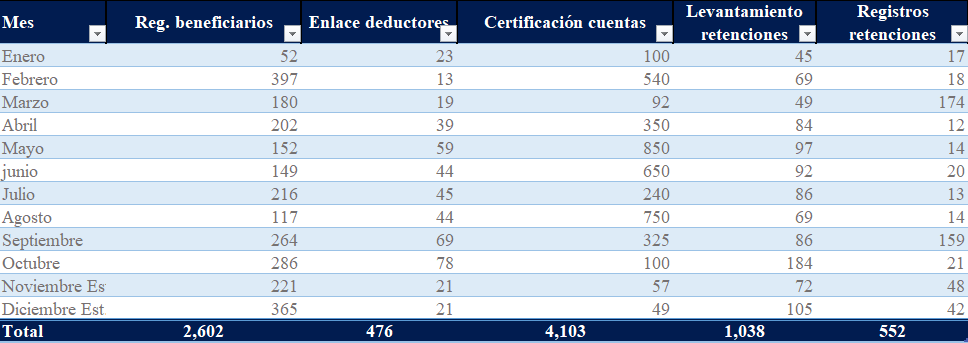 Mes Reg. beneficiarios Enlace deductores Certificación cuentas Levantamiento retenciones Registros retenciones
Enero 52 23 100 45 17
Febrero 397 13 540 69 18
Marzo 180 19 92 49 174
Abril 202 39 350 84 12
Mayo 152 59 850 97 14
junio 149 44 650 92 20
Julio 216 45 240 86 13
Agosto 117 44 750 69 14
Septiembre 264 69 325 86 159
Octubre 286 78 100 184 21
Noviembre Es 221 21 57 72 48
Diciembre Est 365 21 49 105 42
Total 2,602 476 4,103 1,038 552